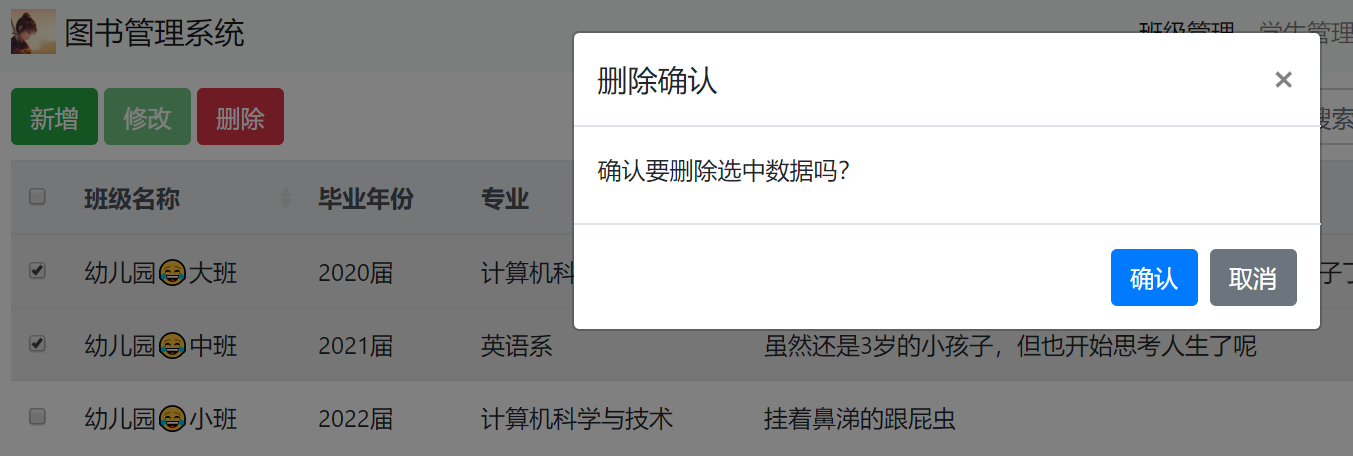 图书管理系统
班级管理 学生管理
新增 修改 删除
搜索
删除确认 ×
确认要删除选中数据吗?
确认 取消
班级名称 毕业年份 专业
幼儿园😂大班 2020届 计算机科 子了
幼儿园😂中班 2021届 英语系 虽然还是3岁的小孩子，但也开始思考人生了呢
幼儿园😂小班 2022届 计算机科学与技术 挂着鼻涕的跟屁虫